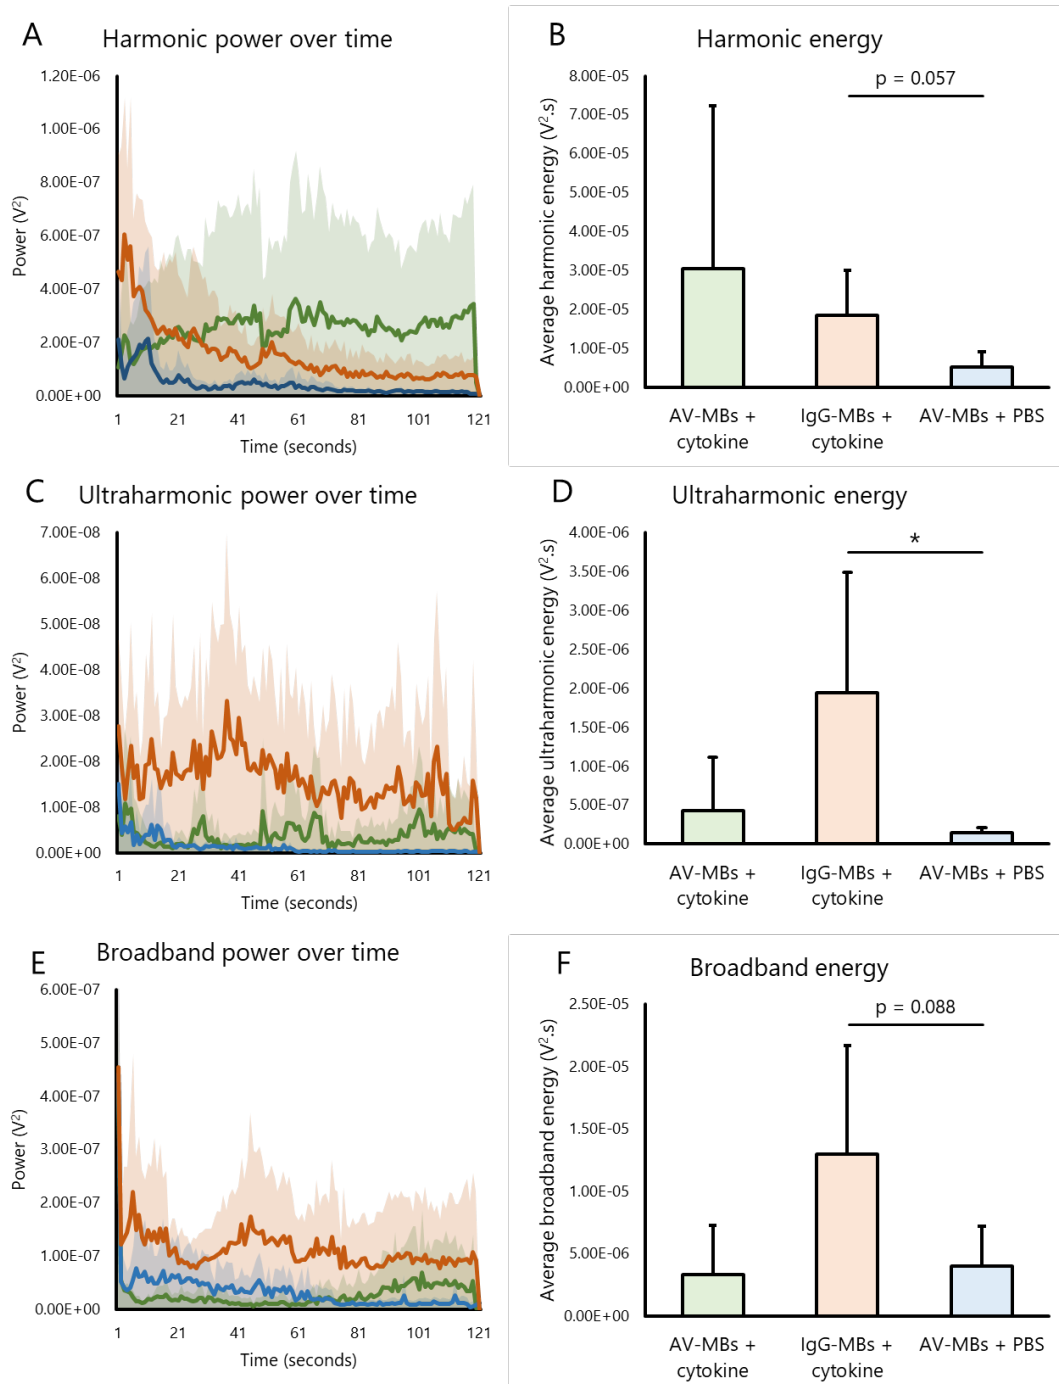 A
Harmonic power over time
1.20E-06
1.00E-06
8.00E-07
6.00E-07
4.00E-07
2.00E-07
0.00E+00
Power (V²)
1 21 41 61 81 101 121
Time (seconds)
B
Harmonic energy
p = 0.057
8.00E-05
7.00E-05
6.00E-05
5.00E-05
4.00E-05
3.00E-05
2.00E-05
1.00E-05
0.00E+00
Average harmonic energy (V².s)
AV-MBs + IgG-MBs + AV-MBs + PBS
cytokine cytokine
C
Ultraharmonic power over time
7.00E-08
6.00E-08
5.00E-08
4.00E-08
3.00E-08
2.00E-08
1.00E-08
0.00E+00
Power (V²)
1 21 41 61 81 101 121
Time (seconds)
D
Ultraharmonic energy
*
4.00E-06
3.50E-06
3.00E-06
2.50E-06
2.00E-06
1.50E-06
1.00E-06
5.00E-07
0.00E+00
Average ultraharmonic energy (V².s)
AV-MBs + IgG-MBs + AV-MBs + PBS
cytokine cytokine
E
Broadband power over time
6.00E-07
5.00E-07
4.00E-07
3.00E-07
2.00E-07
1.00E-07
0.00E+00
Power (V²)
1 21 41 61 81 101 121
Time (seconds)
F
Broadband energy
p = 0.088
2.50E-05
2.00E-05
1.50E-05
1.00E-05
5.00E-06
0.00E+00
Average broadband energy (V².s)
AV-MBs + IgG-MBs + AV-MBs + PBS
cytokine cytokine